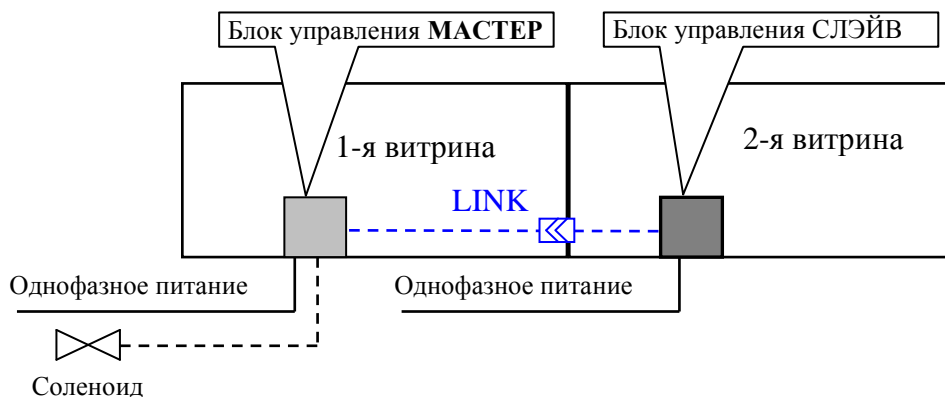 Блок управления МАСТЕР
Блок управления СЛЭЙВ
1-я витрина
2-я витрина
LINK
Однофазное питание
Однофазное питание
Соленоид